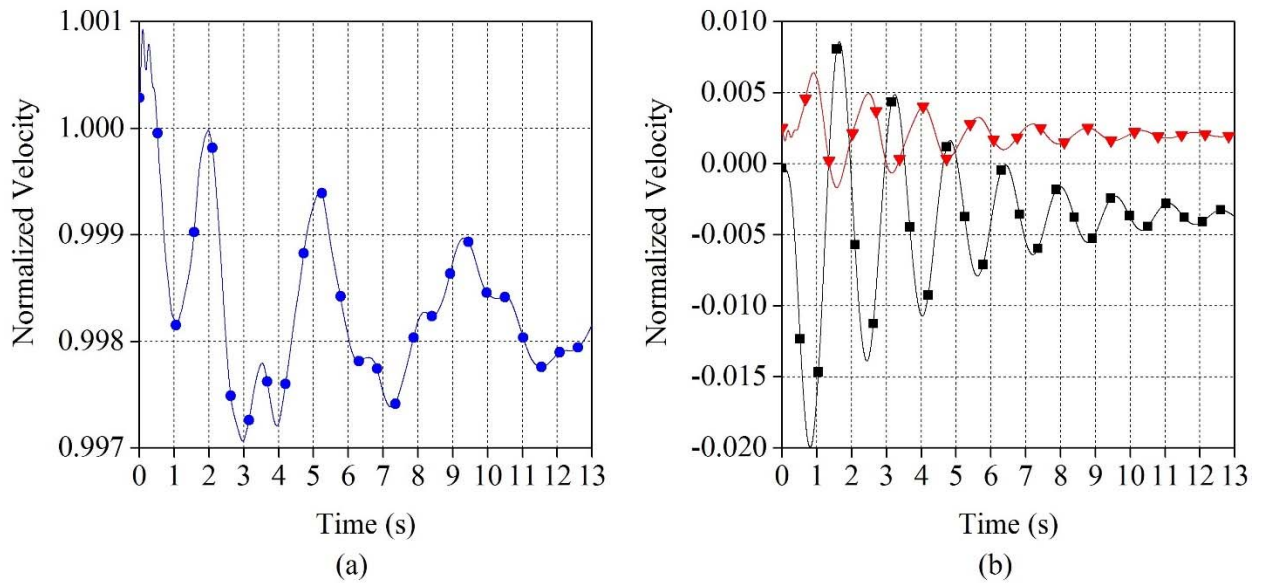 1.001
1.000
0.999
0.998
0.997
Normalized Velocity
0 1 2 3 4 5 6 7 8 9 10 11 12 13
Time (s)
(a)
0.010
0.005
0.000
-0.005
-0.010
-0.015
-0.020
Normalized Velocity
0 1 2 3 4 5 6 7 8 9 10 11 12 13
Time (s)
(b)